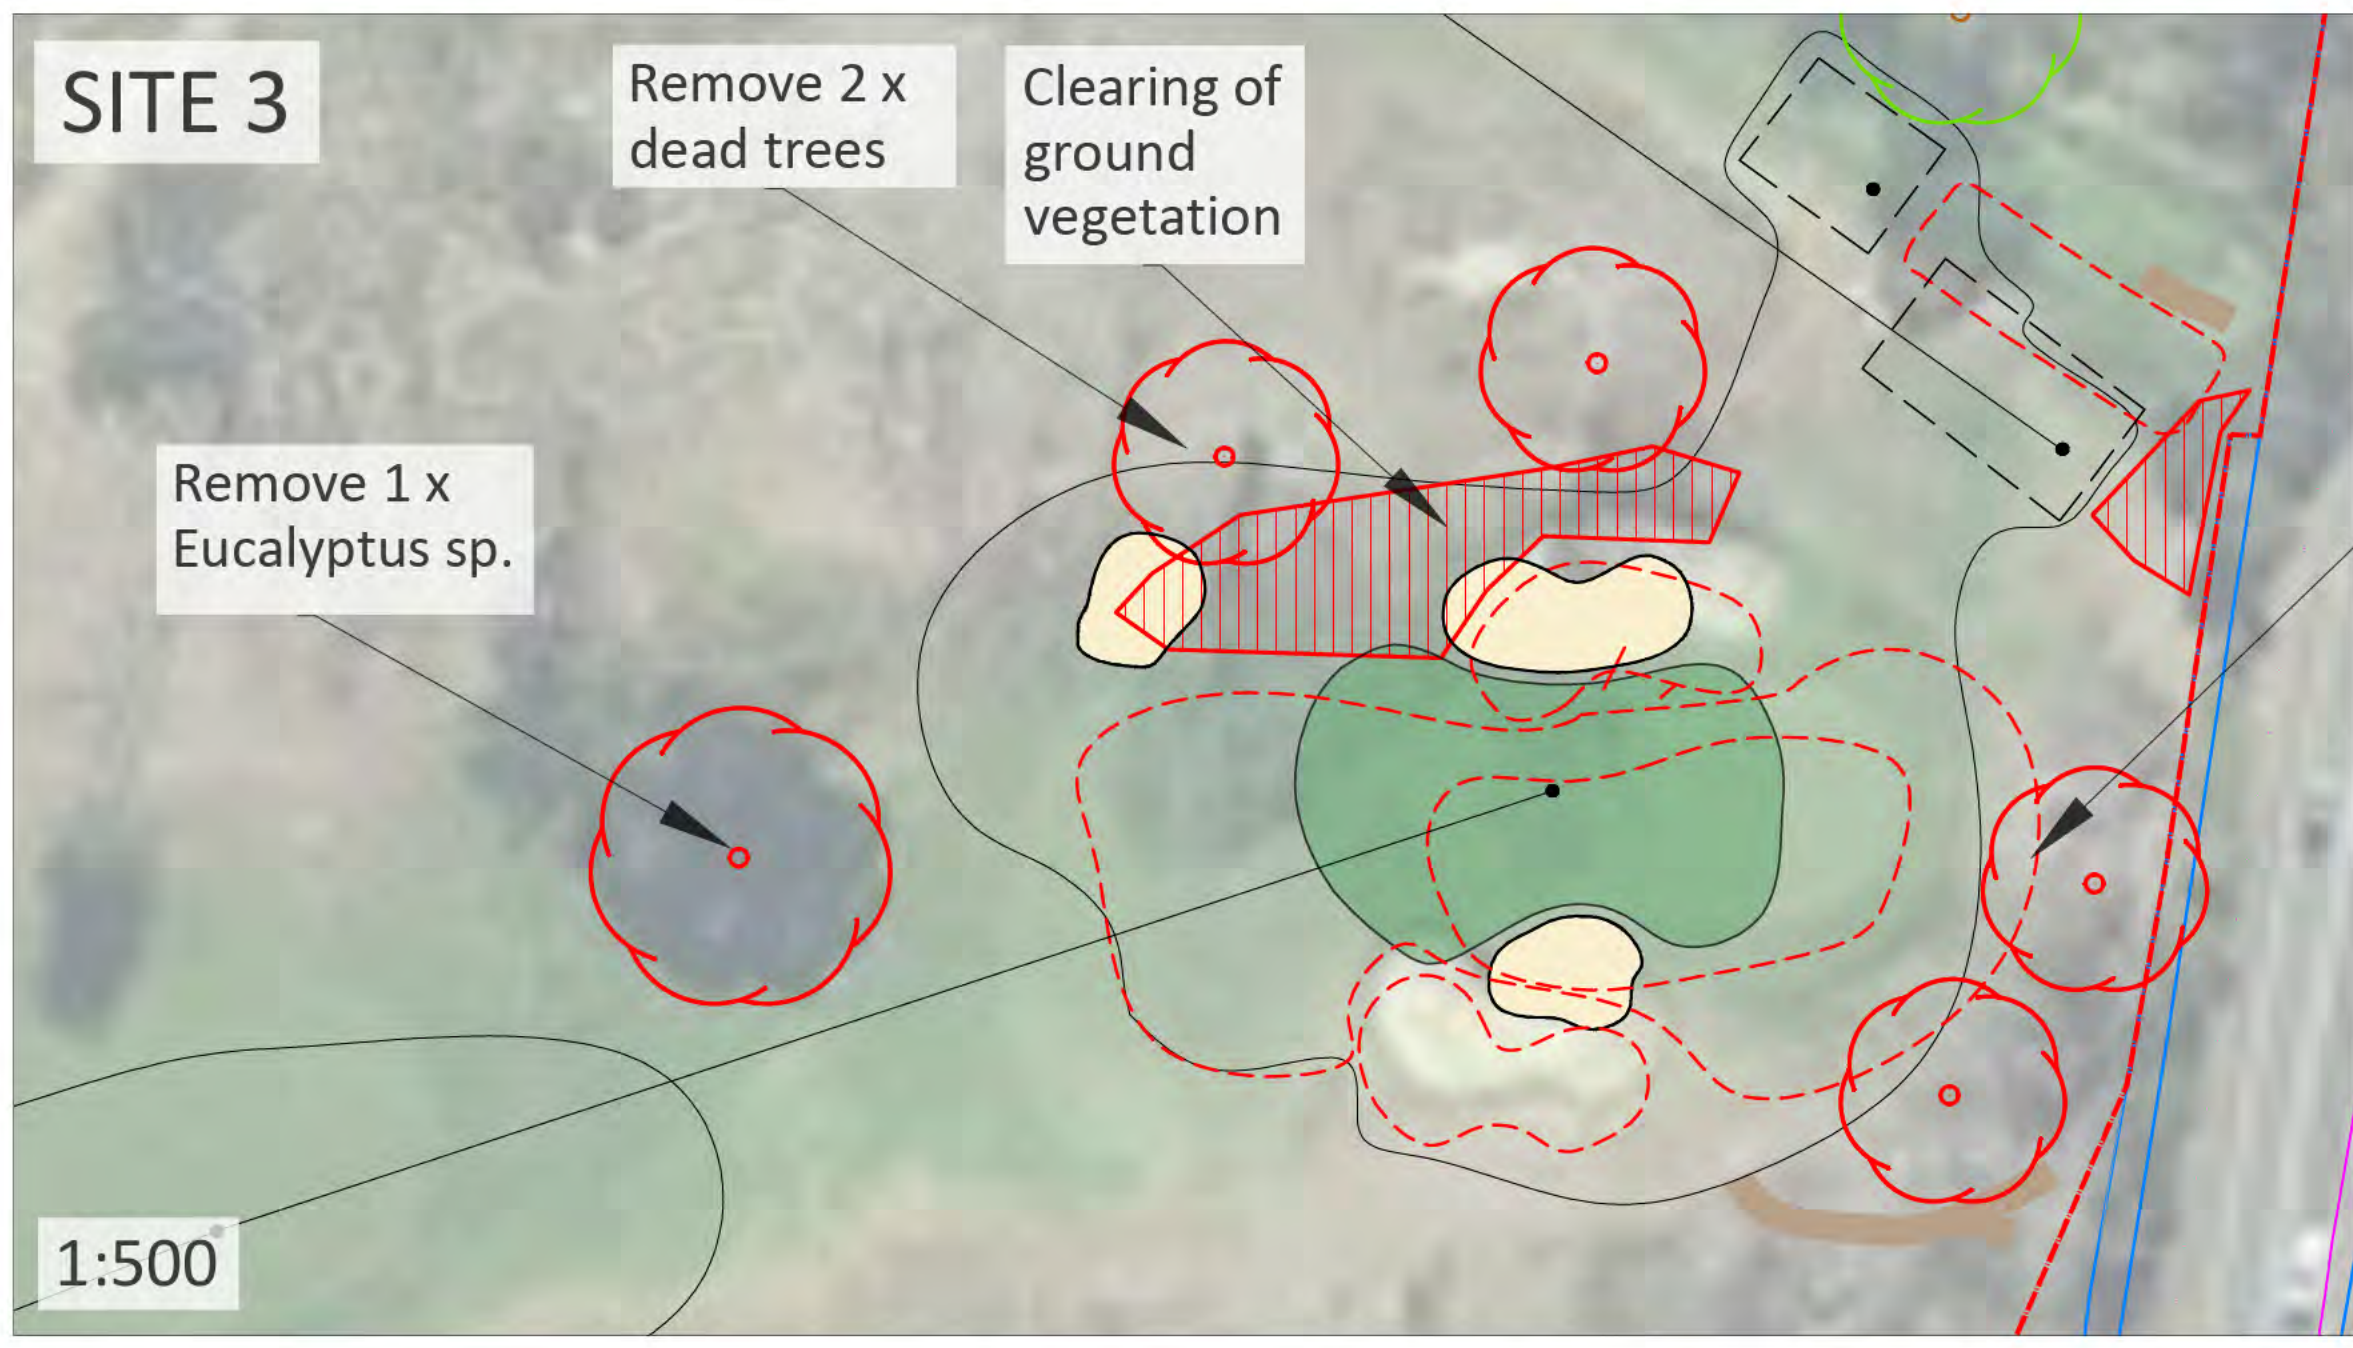 SITE 3
Remove 2 x
dead trees
Clearing of
ground
vegetation
Remove 1 x
Eucalyptus sp.
1:500